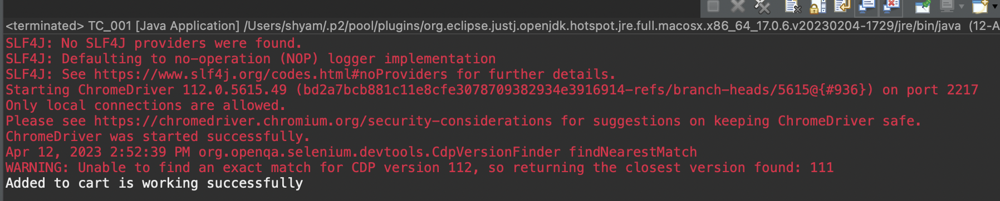 <terminated> TC_001 [Java Application] /Users/shyam/.p2/pool/plugins/org.eclipse.justj.openjdk.hotspot.jre.full.macosx.x86_64_17.0.6.v20230204-1729/jre/bin/java (12-A
SLF4J: No SLF4J providers were found.
SLF4J: Defaulting to no-operation (NOP) logger implementation
SLF4J: See https://www.slf4j.org/codes.html#noProviders for further details.
Starting ChromeDriver 112.0.5615.49 (bd2a7bcb881c11e8cfe3078709382934e3916914-refs/branch-heads/5615@{#936}) on port 2217
Only local connections are allowed.
Please see https://chromedriver.chromium.org/security-considerations for suggestions on keeping ChromeDriver safe.
ChromeDriver was started successfully.
Apr 12, 2023 2:52:39 PM org.openqa.selenium.devtools.CdpVersionFinder findNearestMatch
WARNING: Unable to find an exact match for CDP version 112, so returning the closest version found: 111
Added to cart is working successfully